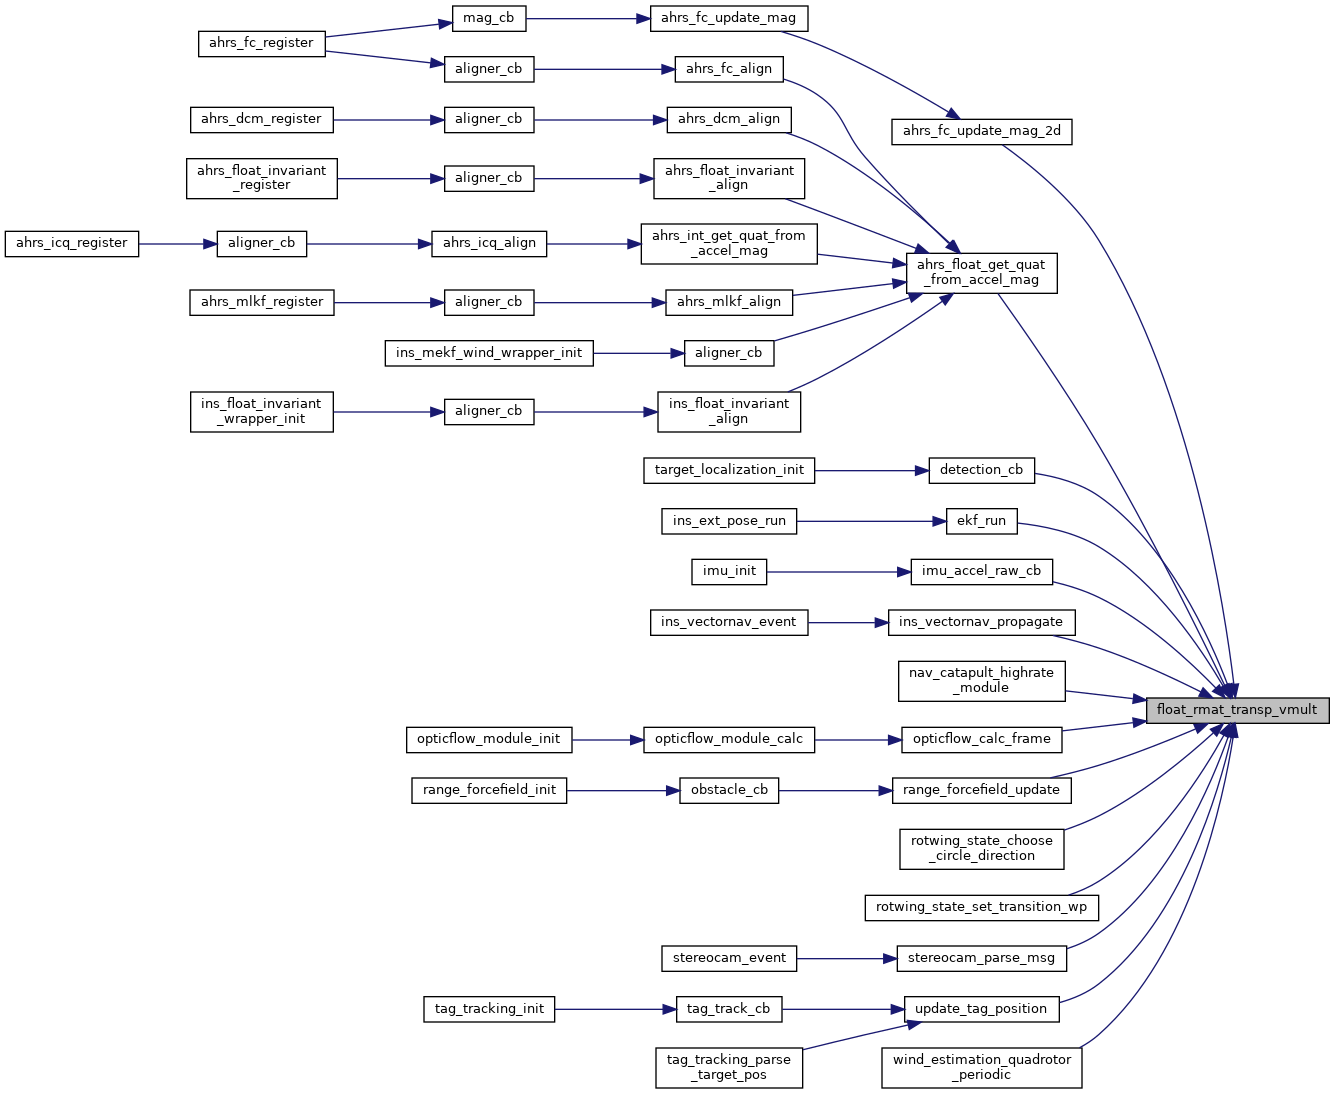 mag_cb
ahrs_fc_update_mag
ahrs_fc_register
aligner_cb
ahrs_fc_align
ahrs_dcm_register
aligner_cb
ahrs_dcm_align
ahrs_fc_update_mag_2d
ahrs_float_invariant
_register
aligner_cb
ahrs_float_invariant
_align
ahrs_icq_register
aligner_cb
ahrs_icq_align
ahrs_int_get_quat_from
_accel_mag
ahrs_float_get_quat
_from_accel_mag
ahrs_mlkf_register
aligner_cb
ahrs_mlkf_align
ins_mekf_wind_wrapper_init
aligner_cb
ins_float_invariant
_wrapper_init
aligner_cb
ins_float_invariant
_align
target_localization_init
detection_cb
ins_ext_pose_run
ekf_run
imu_init
imu_accel_raw_cb
ins_vectornav_event
ins_vectornav_propagate
nav_catapult_highrate
_module
float_rmat_transp_vmult
opticflow_module_init
opticflow_module_calc
opticflow_calc_frame
range_forcefield_init
obstacle_cb
range_forcefield_update
rotwing_state_choose
_circle_direction
rotwing_state_set_transition_wp
stereocam_event
stereocam_parse_msg
tag_tracking_init
tag_track_cb
update_tag_position
tag_tracking_parse
_target_pos
wind_estimation_quadrotor
_periodic